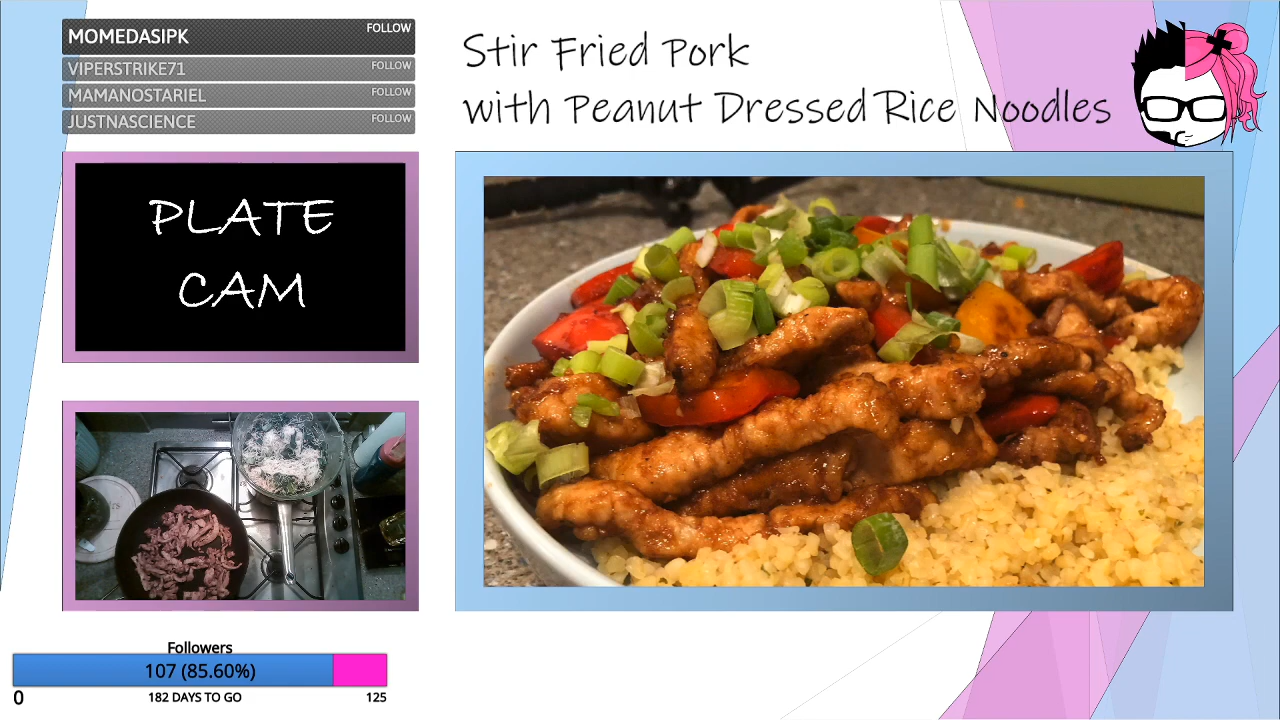 MOMEDASIPK FOLLOW
VIPERSTRIKE71 FOLLOW
MAMANOSTARIEL FOLLOW
JUSTNASCIENCE FOLLOW
Stir Fried Pork
with Peanut Dressed Rice Noodles
PLATE
CAM
Followers
107 (85.60%)
0 182 DAYS TO GO 125